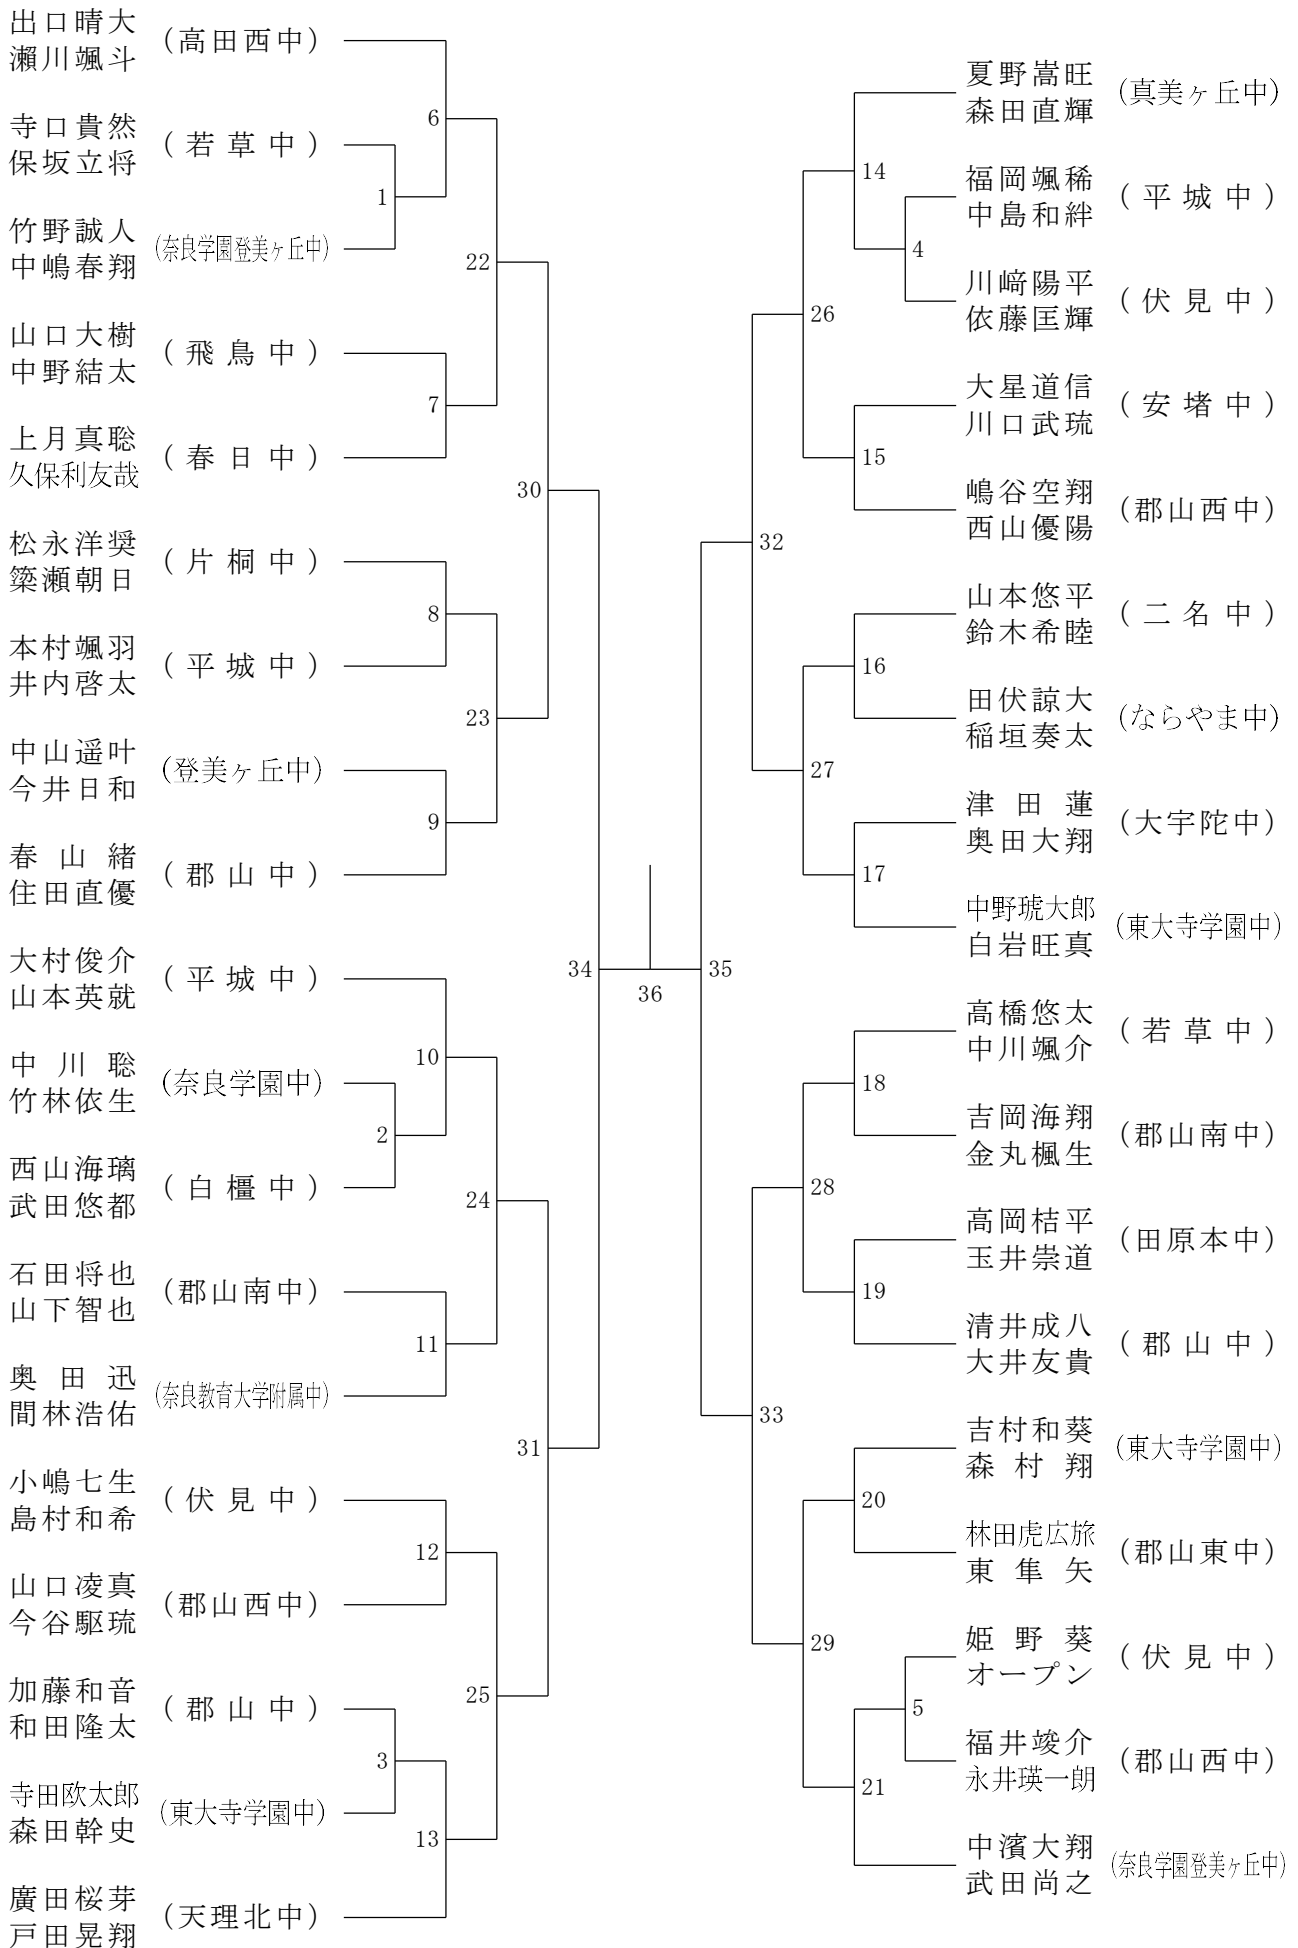 出口晴大
瀨川颯斗
(高田西中)
寺口貴然
保坂立将
(若草中)
竹野誠人
中嶋春翔
(奈良学園登美ヶ丘中)
山口大樹
中野結太
(飛鳥中)
上月真聡
久保利友哉
(春日中)
松永洋奨
簗瀬朝日
(片桐中)
本村颯羽
井内啓太
(平城中)
中山遥叶
今井日和
(登美ヶ丘中)
春山緒
住田直優
(郡山中)
大村俊介
山本英就
(平城中)
中川聡
竹林依生
(奈良学園中)
西山海璃
武田悠都
(白橿中)
石田将也
山下智也
(郡山南中)
奥田迅
間林浩佑
(奈良教育大学附属中)
小嶋七生
島村和希
(伏見中)
山口凌真
今谷駆琉
(郡山西中)
加藤和音
和田隆太
(郡山中)
寺田欧太郎
森田幹史
(東大寺学園中)
廣田桜芽
戸田晃翔
(天理北中)
6
1
22
7
30
8
23
9
34
10
2
24
11
31
12
25
3
13
36
夏野嵩旺
森田直輝
(真美ヶ丘中)
福岡颯稀
中島和絆
(平城中)
川﨑陽平
依藤匡輝
(伏見中)
大星道信
川口武琉
(安堵中)
嶋谷空翔
西山優陽
(郡山西中)
山本悠平
鈴木希睦
(二名中)
田伏諒大
稲垣奏太
(ならやま中)
津田蓮
奥田大翔
(大宇陀中)
中野琥大郎
白岩旺真
(東大寺学園中)
高橋悠太
中川颯介
(若草中)
吉岡海翔
金丸楓生
(郡山南中)
高岡桔平
玉井崇道
(田原本中)
清井成八
大井友貴
(郡山中)
吉村和葵
森村翔
(東大寺学園中)
林田虎広旅
東隼矢
(郡山東中)
姫野葵
オープン
(伏見中)
福井竣介
永井瑛一朗
(郡山西中)
中濱大翔
武田尚之
(奈良学園登美ヶ丘中)
14
4
26
15
32
16
27
17
35
18
28
19
33
20
29
5
21